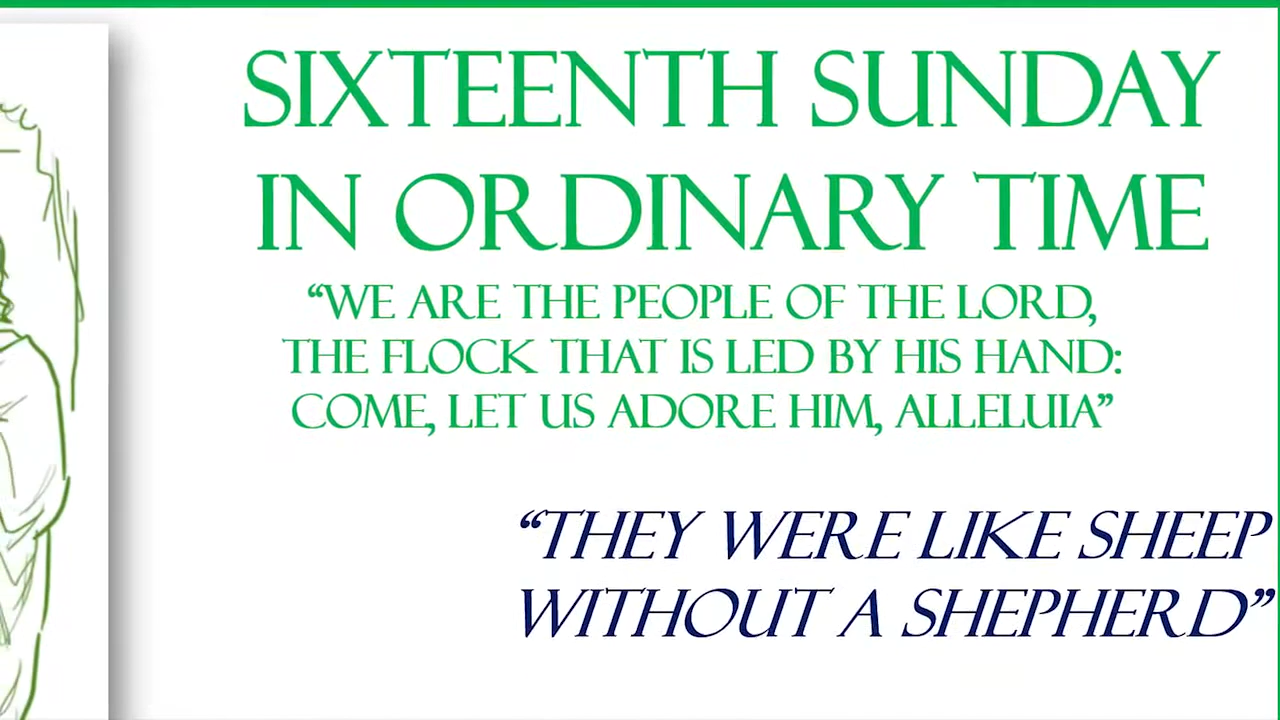 SIXTEENTH SUNDAY
IN ORDINARY TIME
“WE ARE THE PEOPLE OF THE LORD,
THE FLOCK THAT IS LED BY HIS HAND:
COME, LET US ADORE HIM, ALLELUIA”
“THEY WERE LIKE SHEEP
WITHOUT A SHEPHERD”